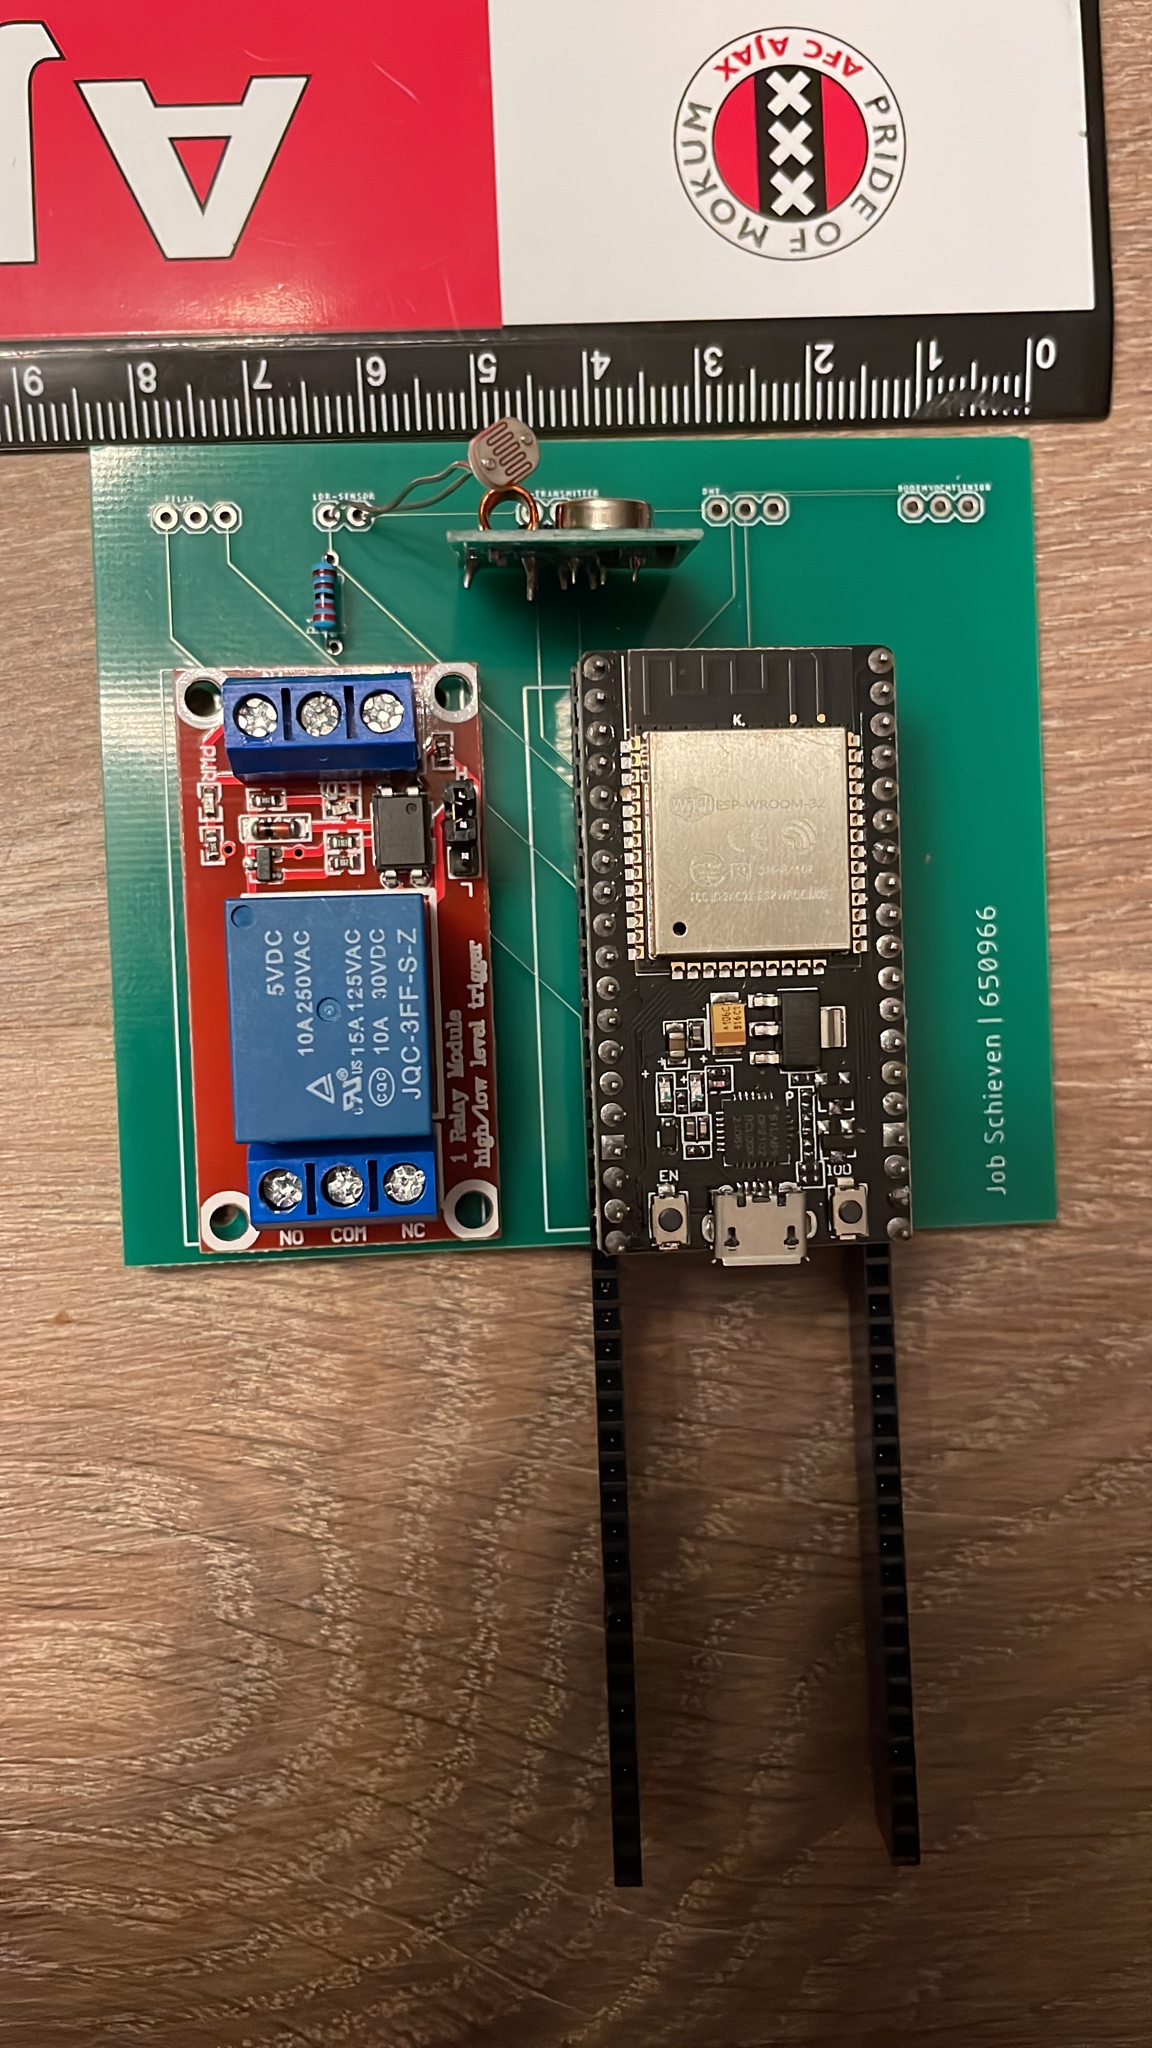 AFC AJAX
PRIDE OF MOKUM
A
9 8 7 6 5 4 3 2 1 0
RELAY
LDR-SENSOR
TRANSMITTER
DHT
PWR
5VDC
10A 250VAC
15A 125VAC
10A 30VDC
JQC-3FF-S-Z
1 Relay Module
high/low level trigger
NO COM NC
WiFi ESP-WROOM-32
EN
100
Job Schieven | 650966